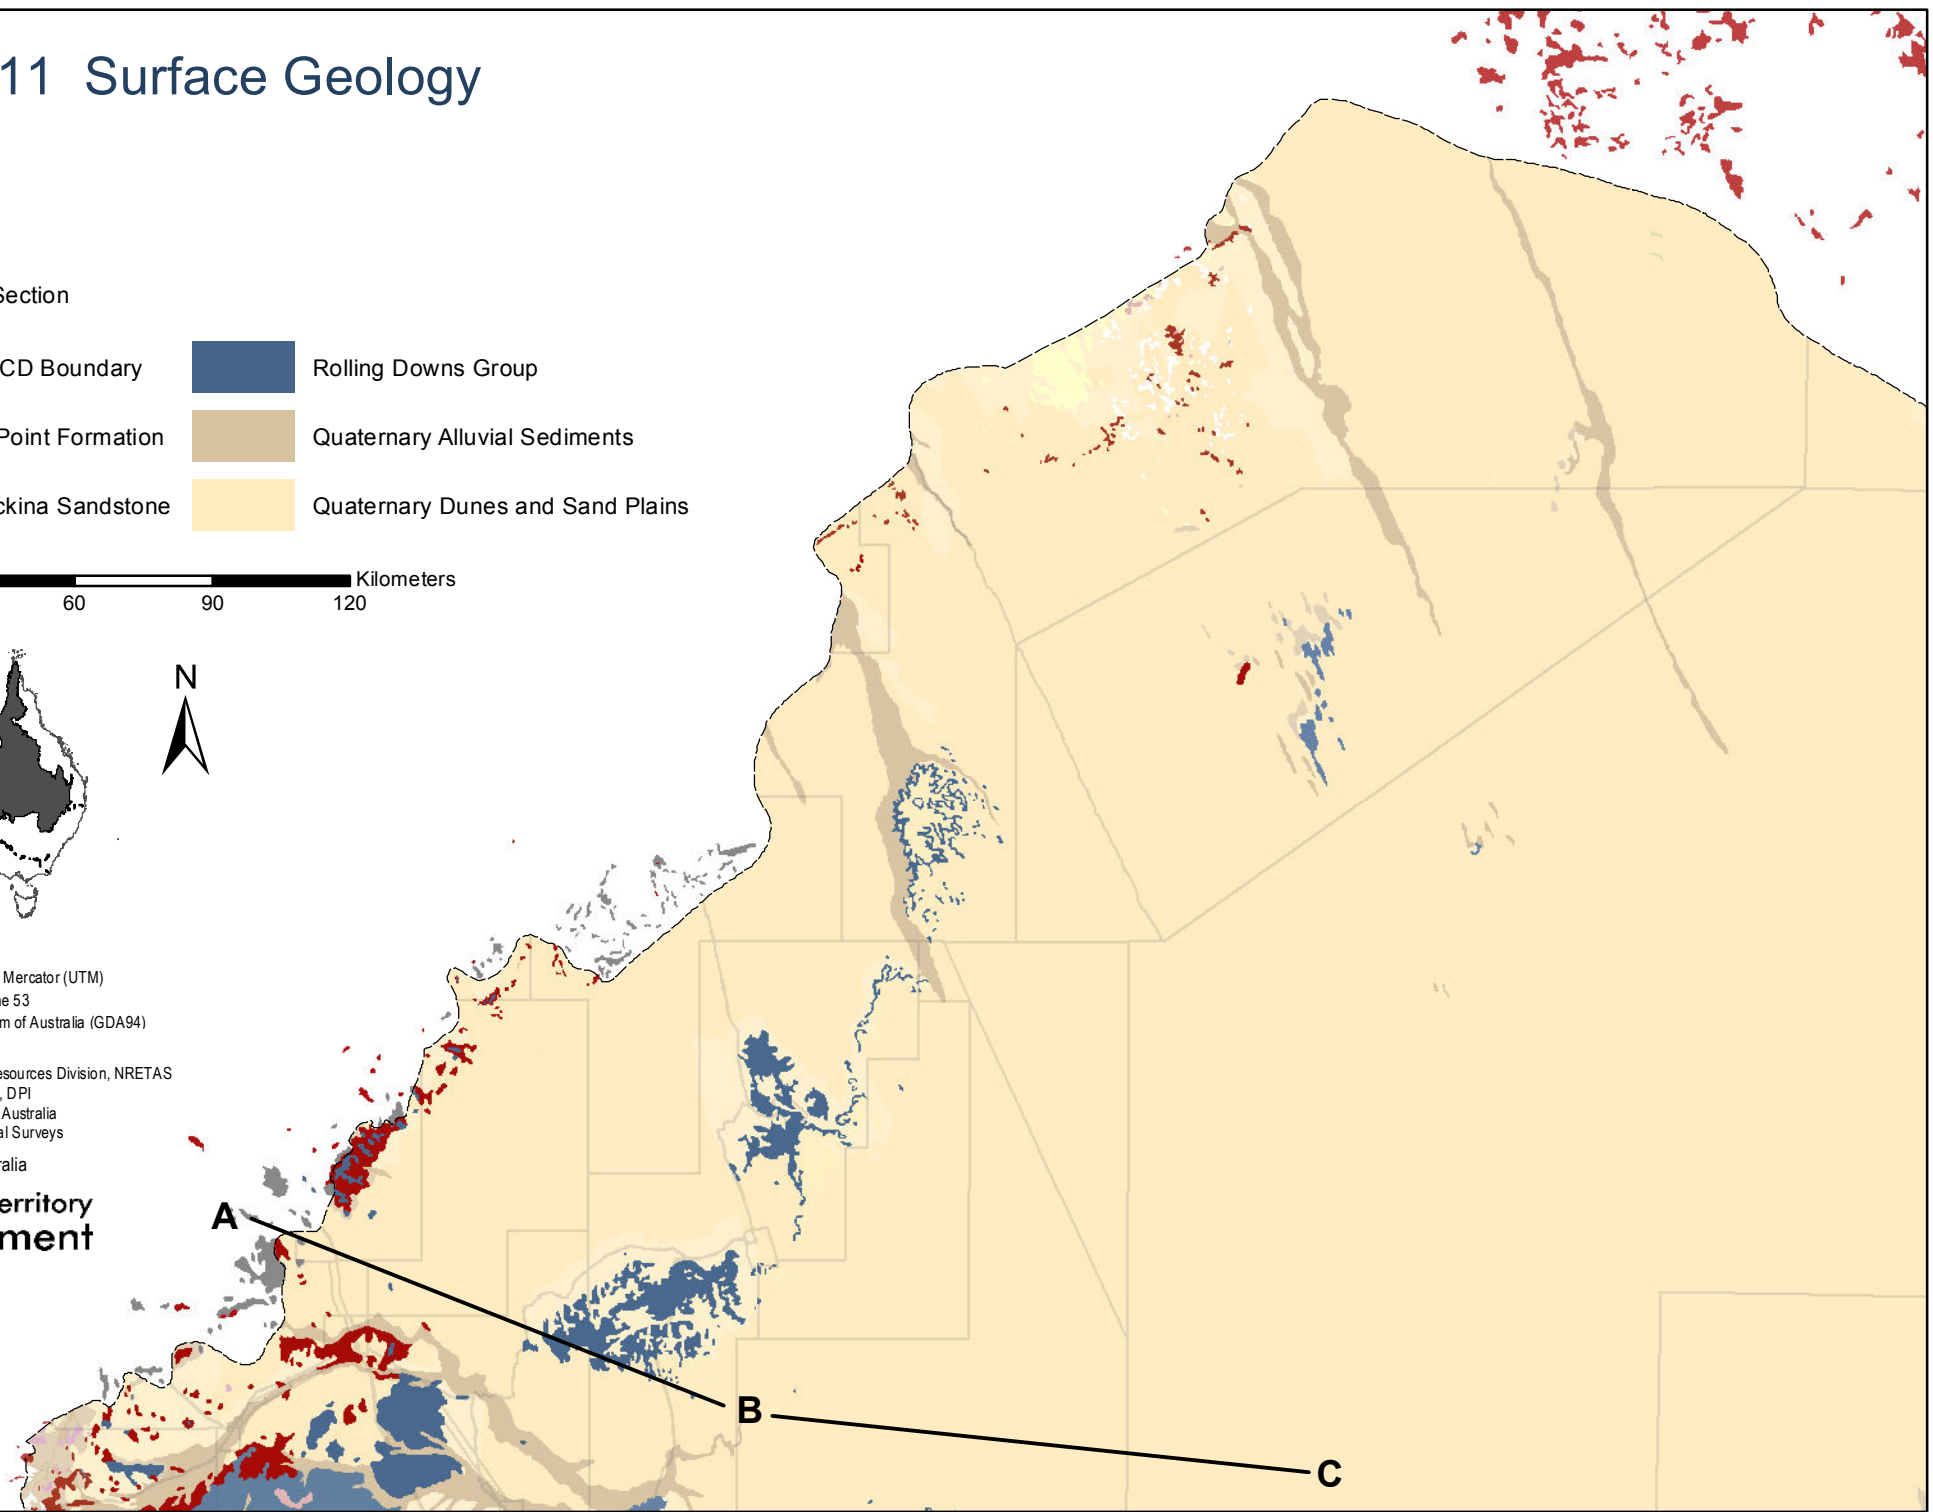 11 Surface Geology
Section
CD Boundary
Rolling Downs Group
Point Formation
Quaternary Alluvial Sediments
ckina Sandstone
Quaternary Dunes and Sand Plains
Kilometers
60 90 120
N
Mercator (UTM)
ne 53
m of Australia (GDA94)
esources Division, NRETAS
, DPI
Australia
al Surveys
ralia
erritory
ment
A
B
C